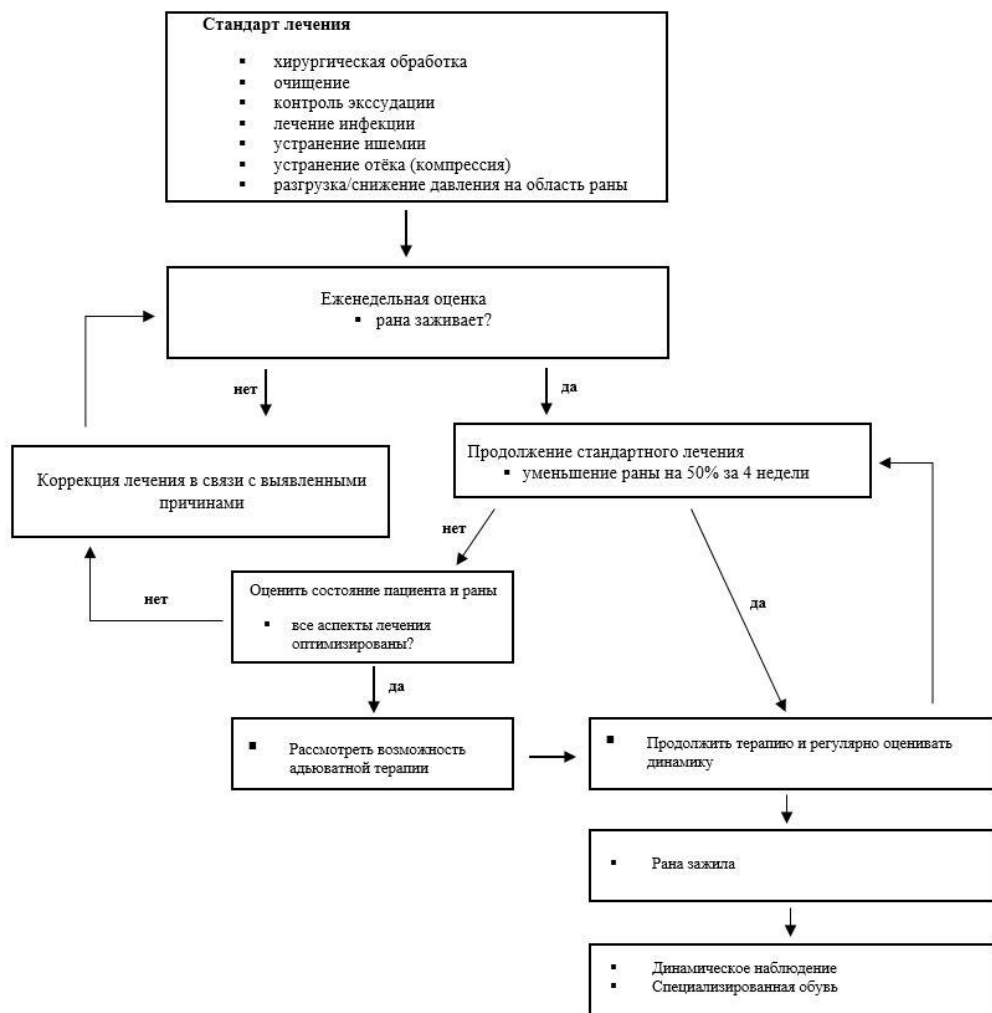 Стандарт лечения
▪ хирургическая обработка
▪ очищение
▪ контроль экссудации
▪ лечение инфекции
▪ устранение ишемии
▪ устранение отёка (компрессия)
▪ разгрузка/снижение давления на область раны
Еженедельная оценка
▪ рана заживает?
нет
да
Коррекция лечения в связи с выявленными
причинами
Продолжение стандартного лечения
▪ уменьшение раны на 50% за 4 недели
нет
да
Оценить состояние пациента и раны
▪ все аспекты лечения
оптимизированы?
нет
да
▪ Рассмотреть возможность
адьюватной терапии
▪ Продолжить терапию и регулярно оценивать
динамику
▪ Рана зажила
▪ Динамическое наблюдение
▪ Специализированная обувь